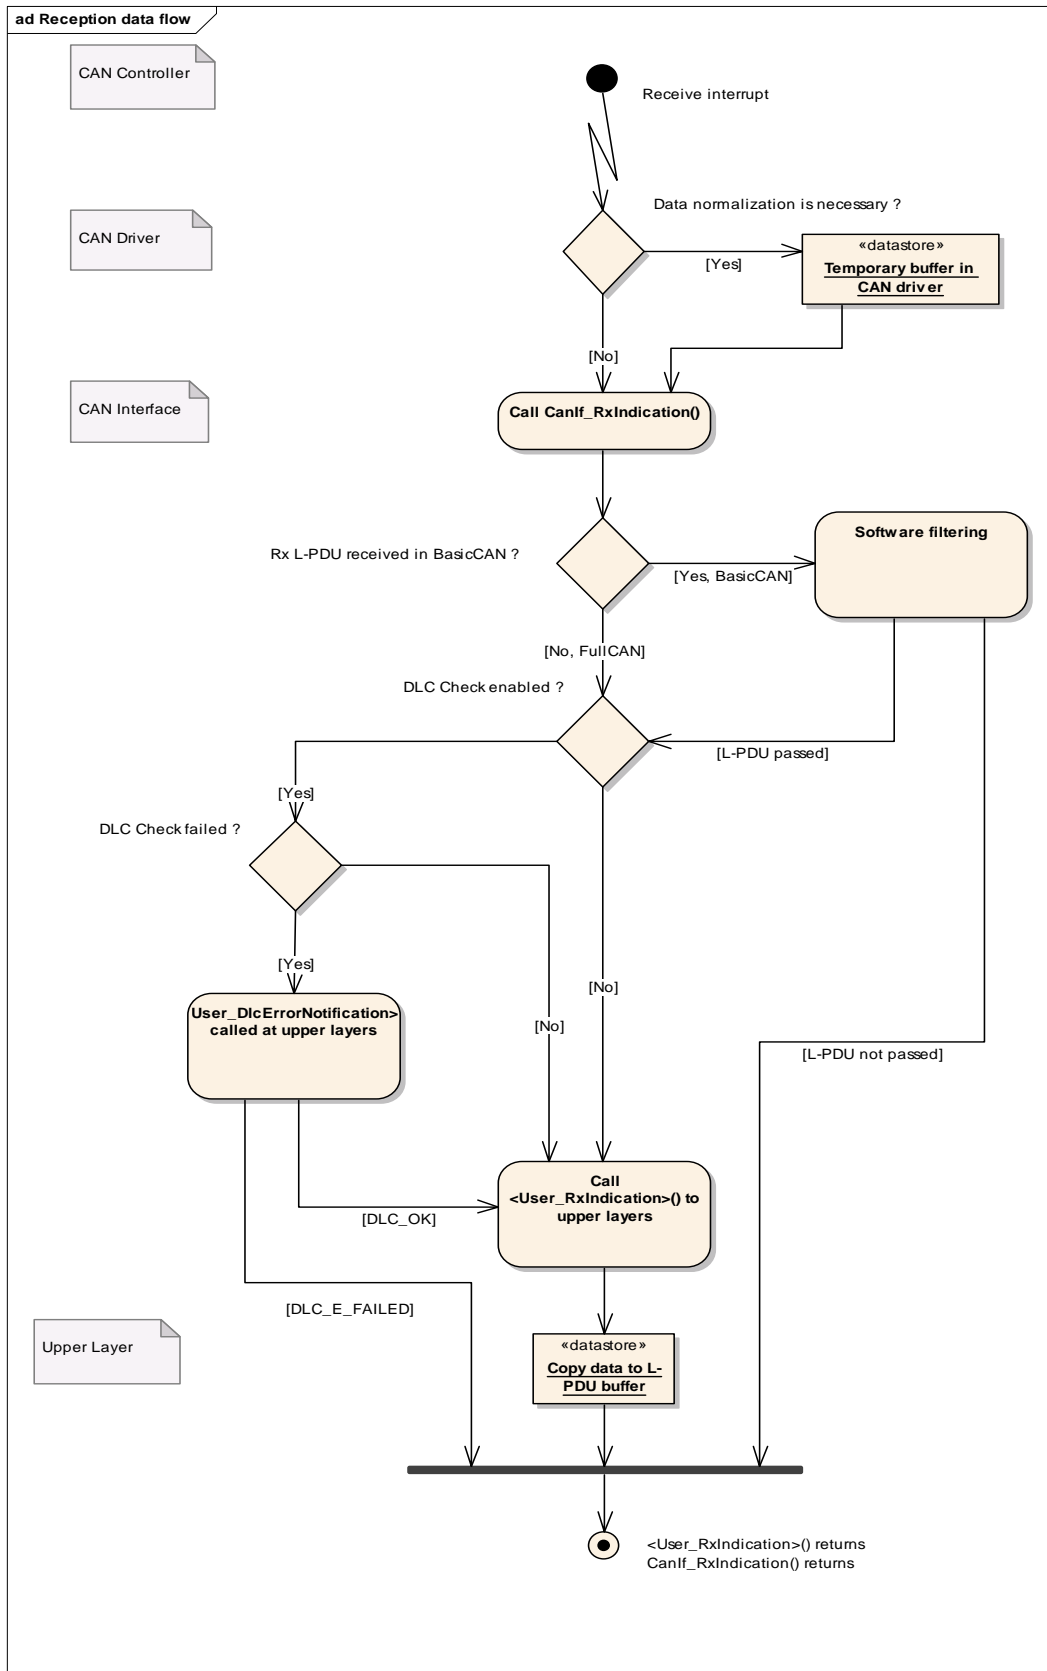 ad Reception data flow
CAN Controller
Receive interrupt
Data normalization is necessary ?
CAN Driver
«datastore»
Temporary buffer in
CAN driver
[Yes]
[No]
CAN Interface
Call CanIf_RxIndication()
Software filtering
Rx L-PDU received in BasicCAN ?
[Yes, BasicCAN]
[No, FullCAN]
DLC Check enabled ?
[L-PDU passed]
[Yes]
DLC Check failed ?
[Yes]
[No]
User_DlcErrorNotification>
called at upper layers
[No]
[L-PDU not passed]
Call
<User_RxIndication>() to
upper layers
[DLC_OK]
[DLC_E_FAILED]
Upper Layer
«datastore»
Copy data to L-
PDU buffer
<User_RxIndication>() returns
CanIf_RxIndication() returns